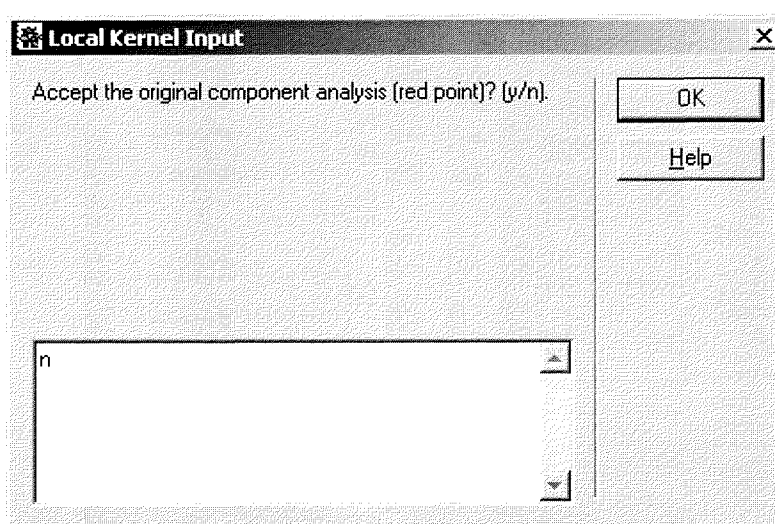 Local Kernel Input
Accept the original component analysis (red point)? (y/n).
OK
Help
n